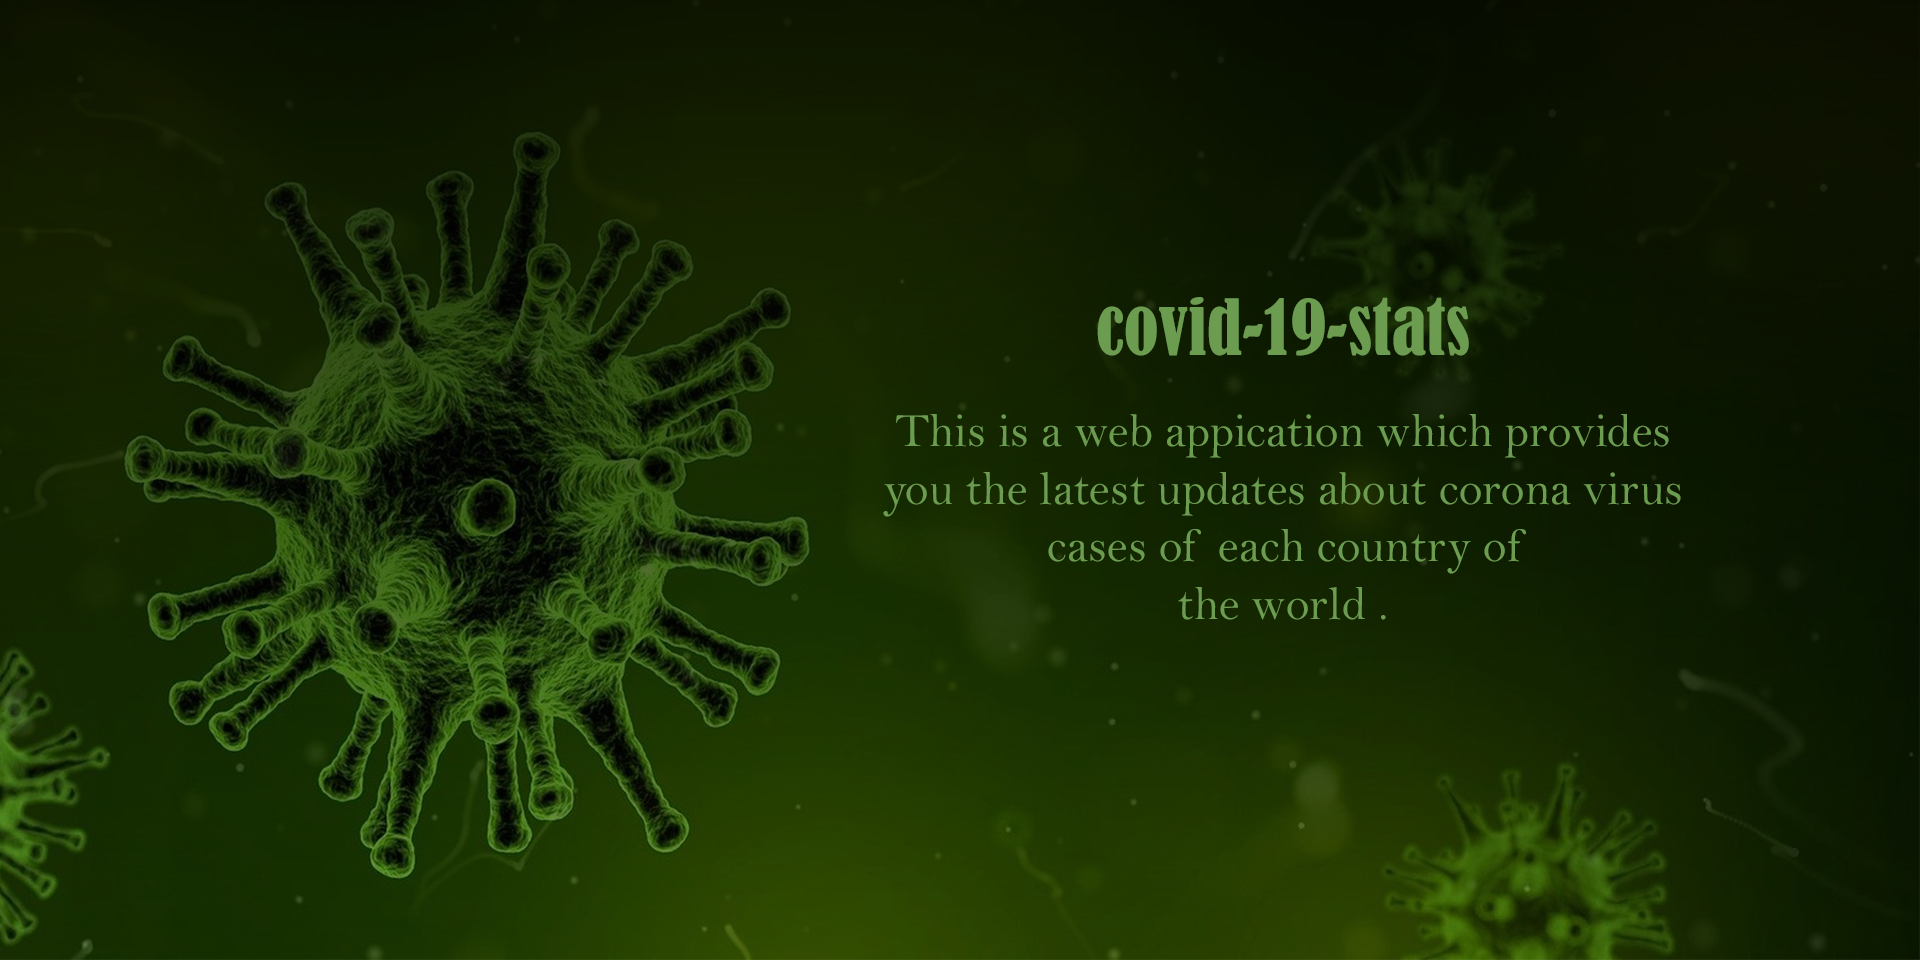 covid-19-stats
This is a web appication which provides
you the latest updates about corona virus
cases of  each country of
the world .